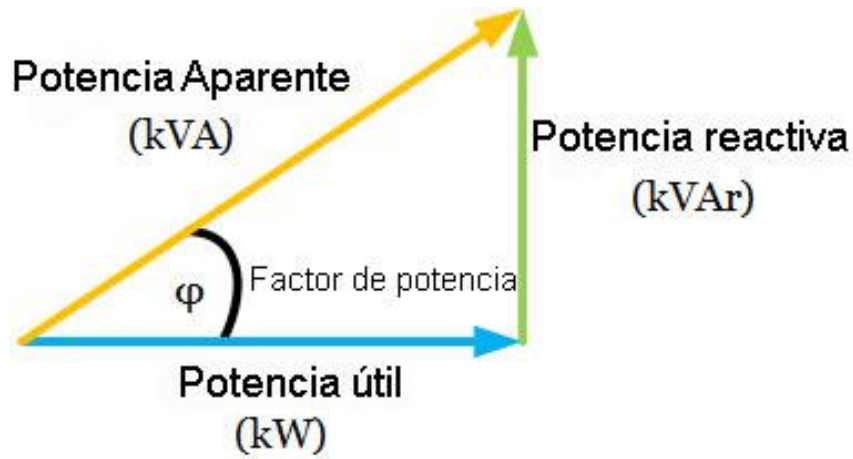 Potencia Aparente
(kVA)
Potencia reactiva
(kVAr)
φ
Factor de potencia
Potencia útil
(kW)